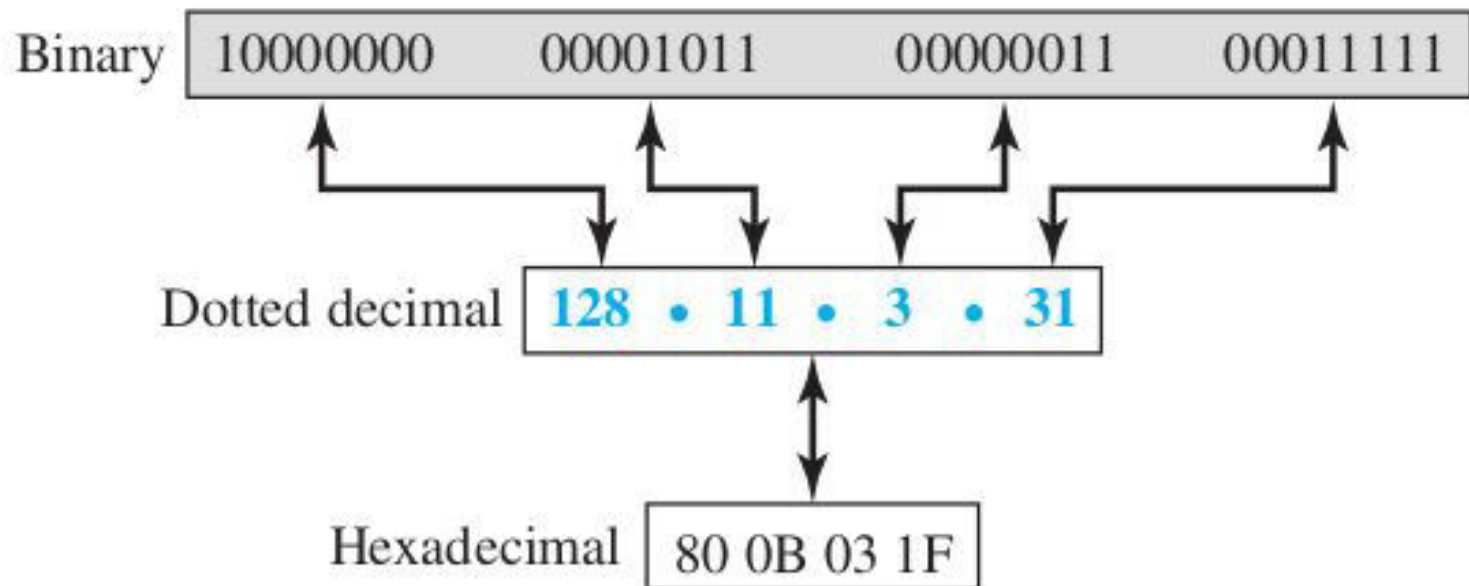 Binary 10000000 00001011 00000011 00011111
Dotted decimal 128 • 11 • 3 • 31
Hexadecimal 80 0B 03 1F